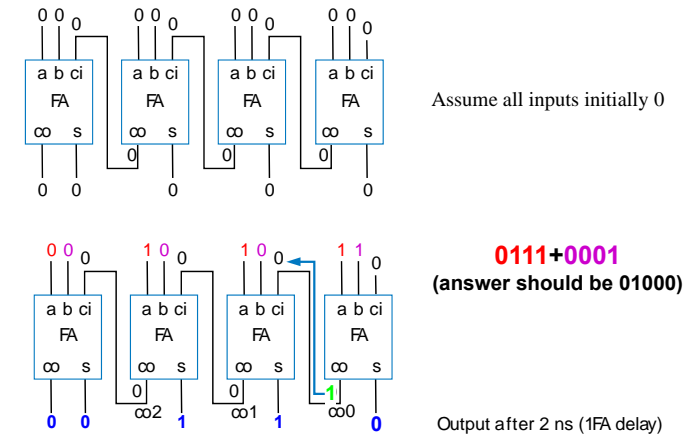 0 0 0 0 0 0 0 0 0 0 0 0
a b ci a b ci a b ci a b ci
FA FA FA FA
Assume all inputs initially 0
co s co s co s co s
0 0 0
0 0 0 0 0
0 0 0 1 0 0 1 0 0 1 1 0
0111+0001
(answer should be 01000)
a b ci a b ci a b ci a b ci
FA FA FA FA
co s co s co s co s
0 0 1
co2 co1 co0
0 0 1 1 0
Output after 2 ns (1FA delay)